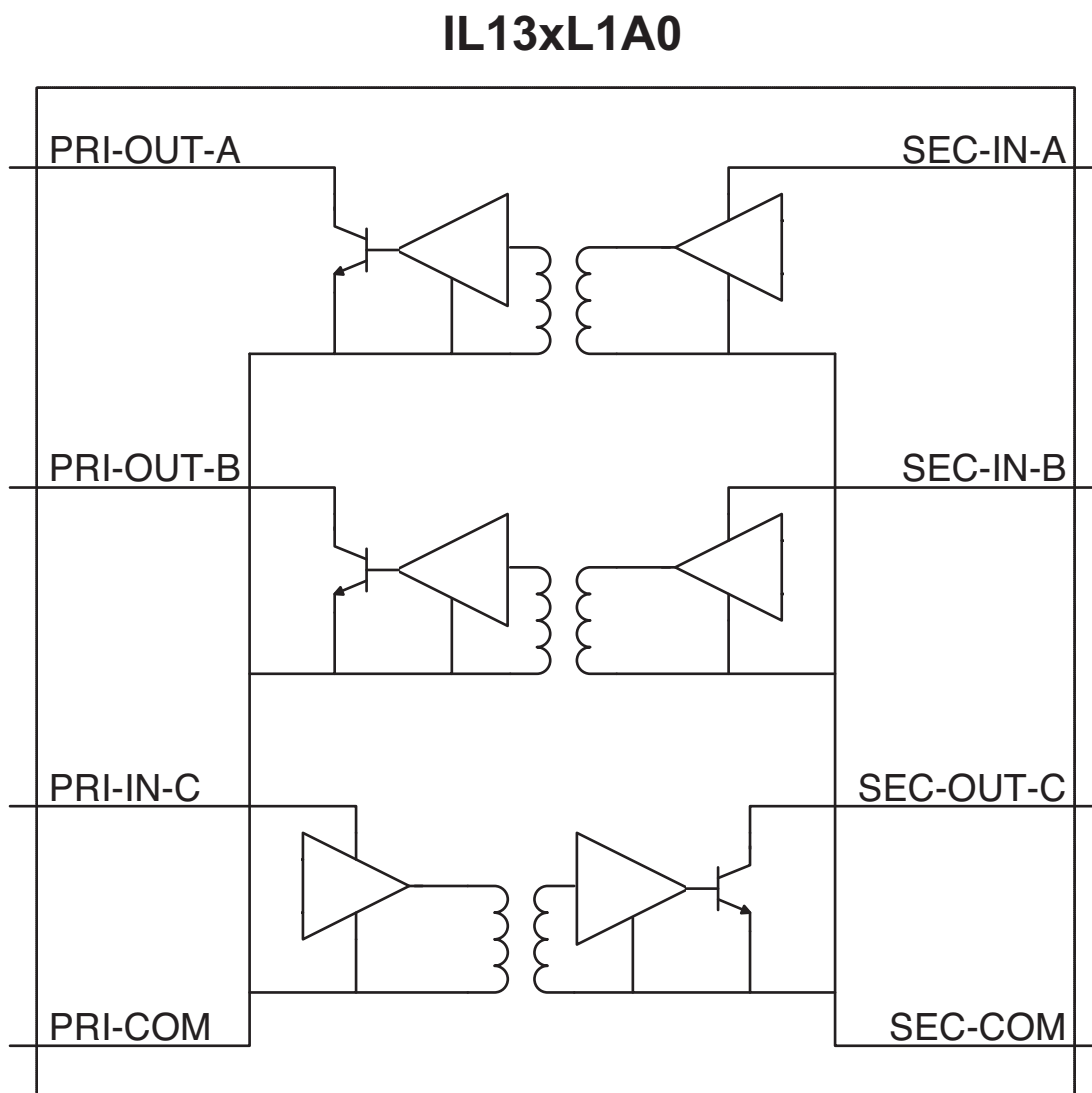 IL13xL1A0
PRI-OUT-A
SEC-IN-A
PRI-OUT-B
SEC-IN-B
PRI-IN-C
SEC-OUT-C
PRI-COM
SEC-COM